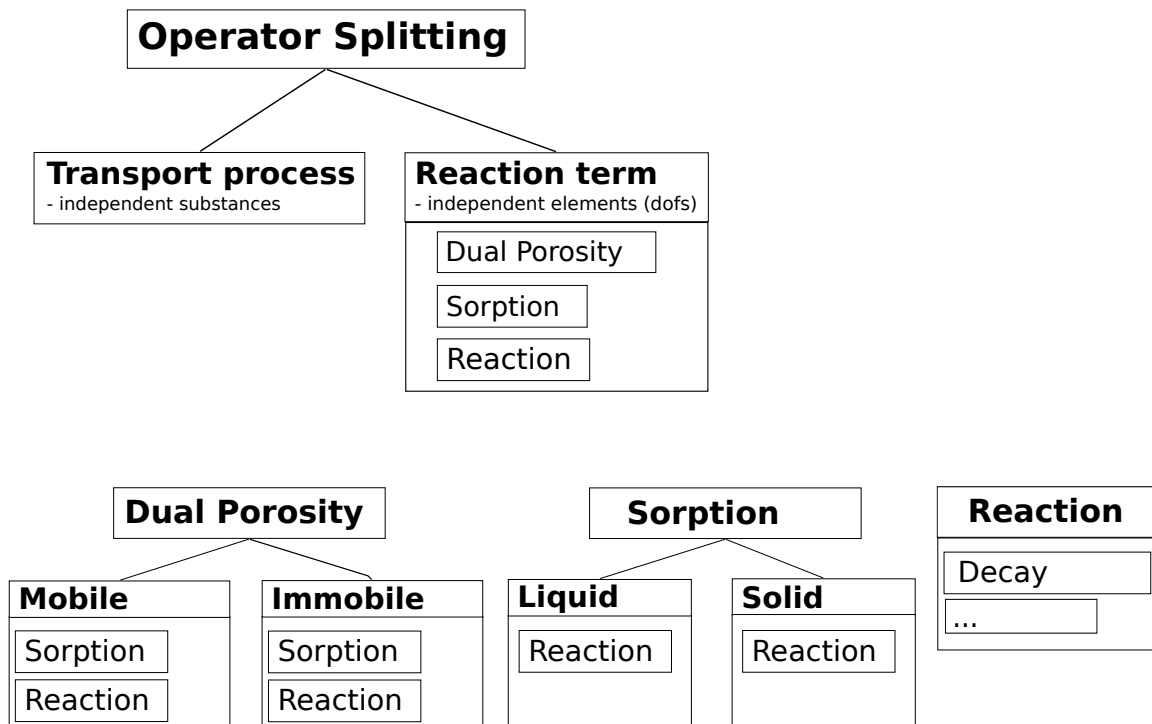 Operator Splitting
Transport process
- independent substances
Reaction term
- independent elements (dofs)
Dual Porosity
Sorption
Reaction
Dual Porosity
Mobile
Sorption
Reaction
Immobile
Sorption
Reaction
Sorption
Liquid
Reaction
Solid
Reaction
Reaction
Decay
...